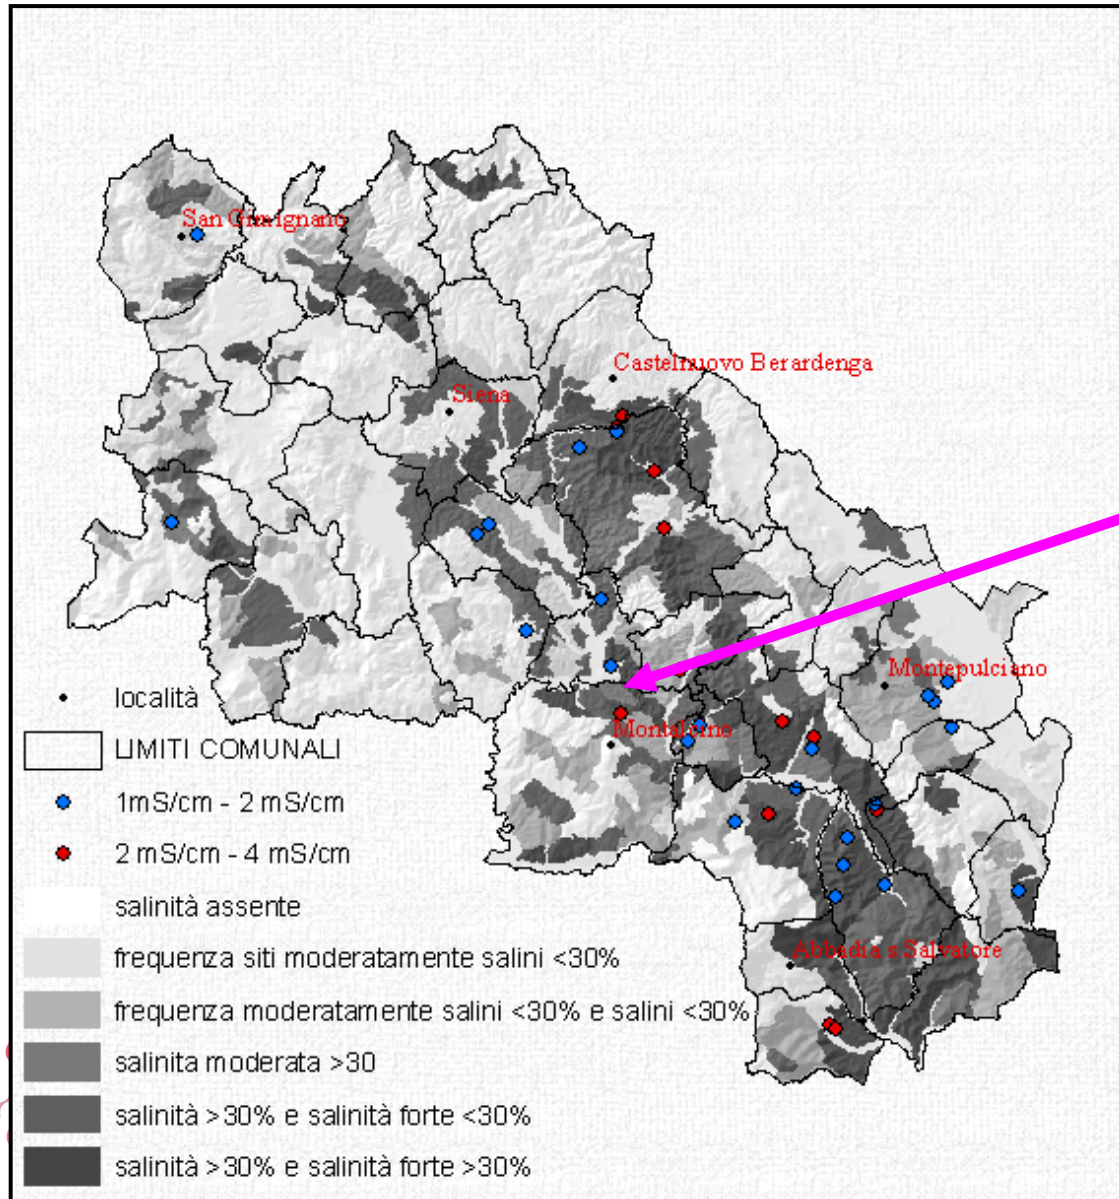 San Gimignano
Castelnuovo Berardenga
Siena
Montepulciano
Montalcino
Abbadia s.Salvatore
località
LIMITI COMUNALI
1mS/cm - 2 mS/cm
2 mS/cm - 4 mS/cm
salinità assente
frequenza siti moderatamente salini <30%
frequenza moderatamente salini <30% e salini <30%
salinita moderata >30
salinità >30% e salinità forte <30%
salinità >30% e salinità forte >30%